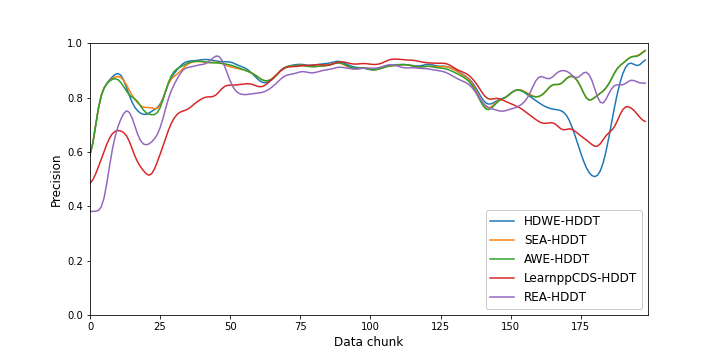 1.0
0.8
0.6
0.4
0.2
0.0
Precision
0
25
50
75
100
125
150
175
Data chunk
HDWE-HDDT
SEA-HDDT
AWE-HDDT
LearnppCDS-HDDT
REA-HDDT